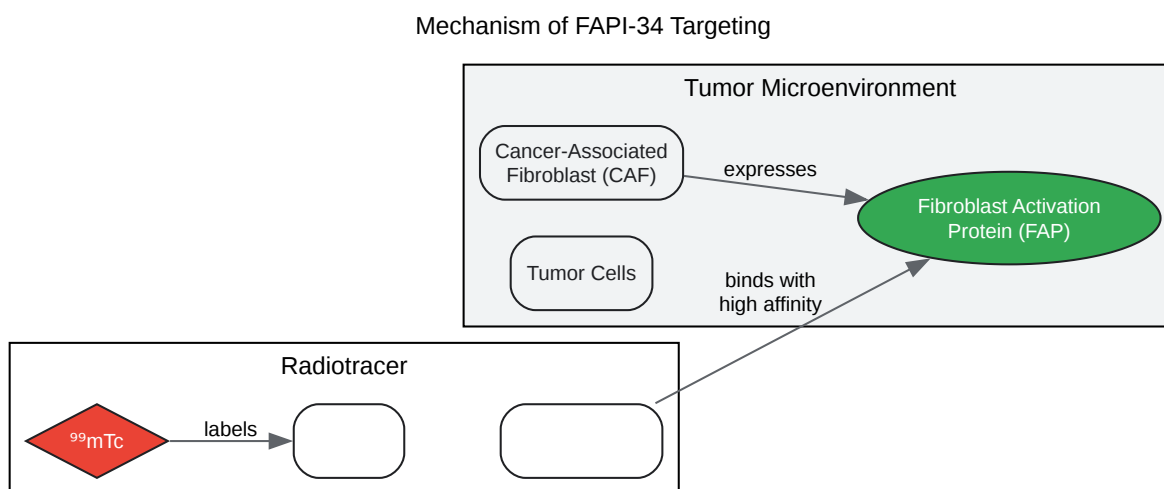 Mechanism of FAPI-34 Targeting
Tumor Microenvironment
Cancer-Associated
Fibroblast (CAF)
expresses
Fibroblast Activation
Protein (FAP)
Tumor Cells
binds with
high affinity
Radiotracer
⁹⁹mTc
labels